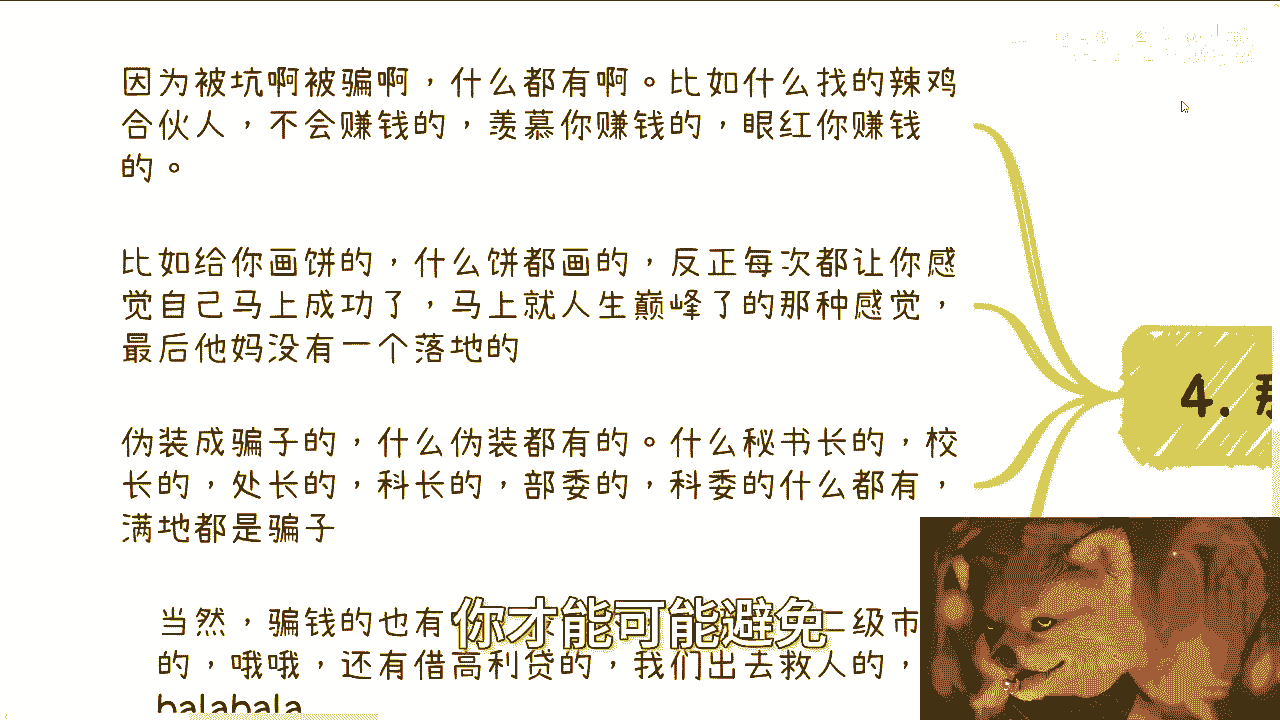 因为被坑啊被骗啊，什么都有啊。比如什么找的辣鸡
合伙人，不会赚钱的，羡慕你赚钱的，眼红你赚钱
的。
比如给你画饼的，什么饼都画的，反正每次都让你感
觉自己马上成功了，马上就人生巅峰了的那种感觉，
最后他妈没有一个落地的
伪装成骗子的，什么伪装都有的。什么秘书长的，校
长的，处长的，科长的，部委的，科委的什么都有，
满地都是骗子
当然，骗钱的也有
二级市
的，哦哦，还有借高利贷的，我们出去救人的，
balabala
4.
你才能可能避免